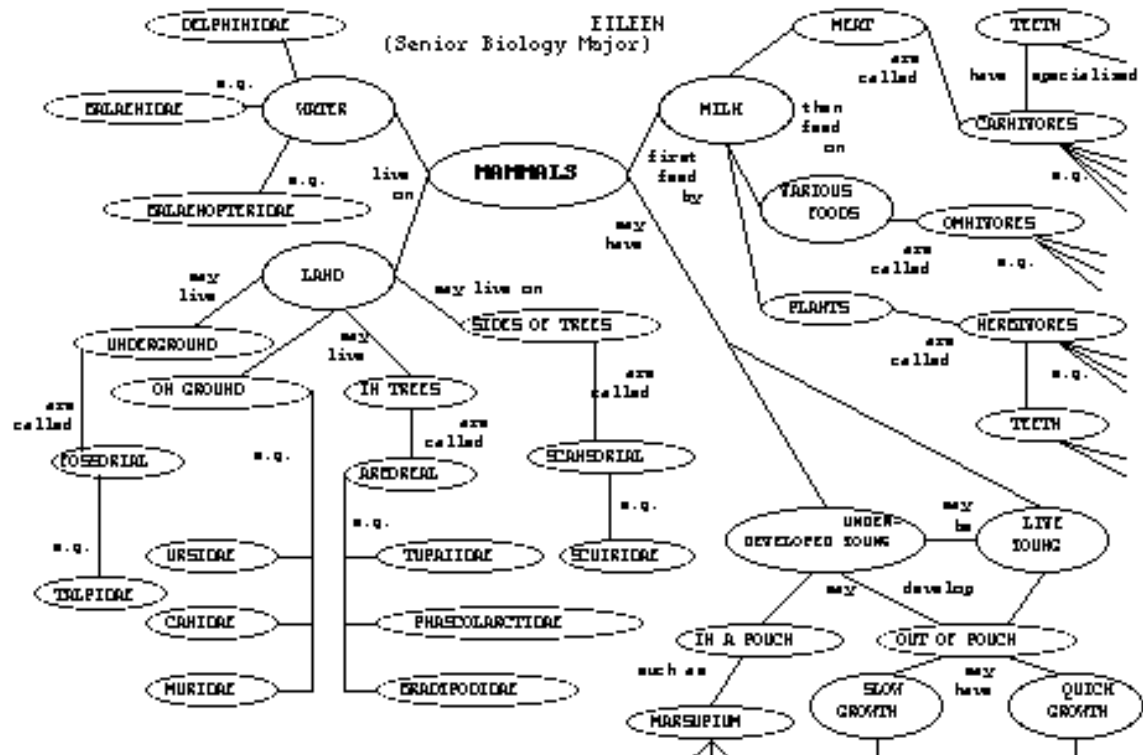 DELPHINIDAE
EILEEN
(Senior Biology Major)
MEAT
TEETH
e.g.
are
called
have specialized
BALAENIDAE
WATER
MILK
then
feed
on
CARNIVORES
MAMMALS
first
feed
by
live
on
e.g.
e.g.
BALAENOPTERIDAE
VARIOUS
FOODS
OMNIVORES
may
have
are
called
e.g.
LAND
may
live
may live on
PLANTS
HERBIVORES
SIDES OF TREES
UNDERGROUND
may
live
are
called
e.g.
ON GROUND
IN TREES
are
called
are
called
are
called
TEETH
e.g.
FOSSORIAL
AREOREAL
SCANSORIAL
e.g.
e.g.
UNDER-
DEVELOPED YOUNG
may
be
LIVE
YOUNG
e.g.
URSIDAE
TUPAIIDAE
SCUIRIDAE
TALPIDAE
may develop
CANIDAE
PHASCOLARCTIDAE
IN A POUCH
OUT OF POUCH
such as
may
have
MURIDAE
BRADIPODIDAE
SLOW
GROWTH
QUICK
GROWTH
MARSUPIUM